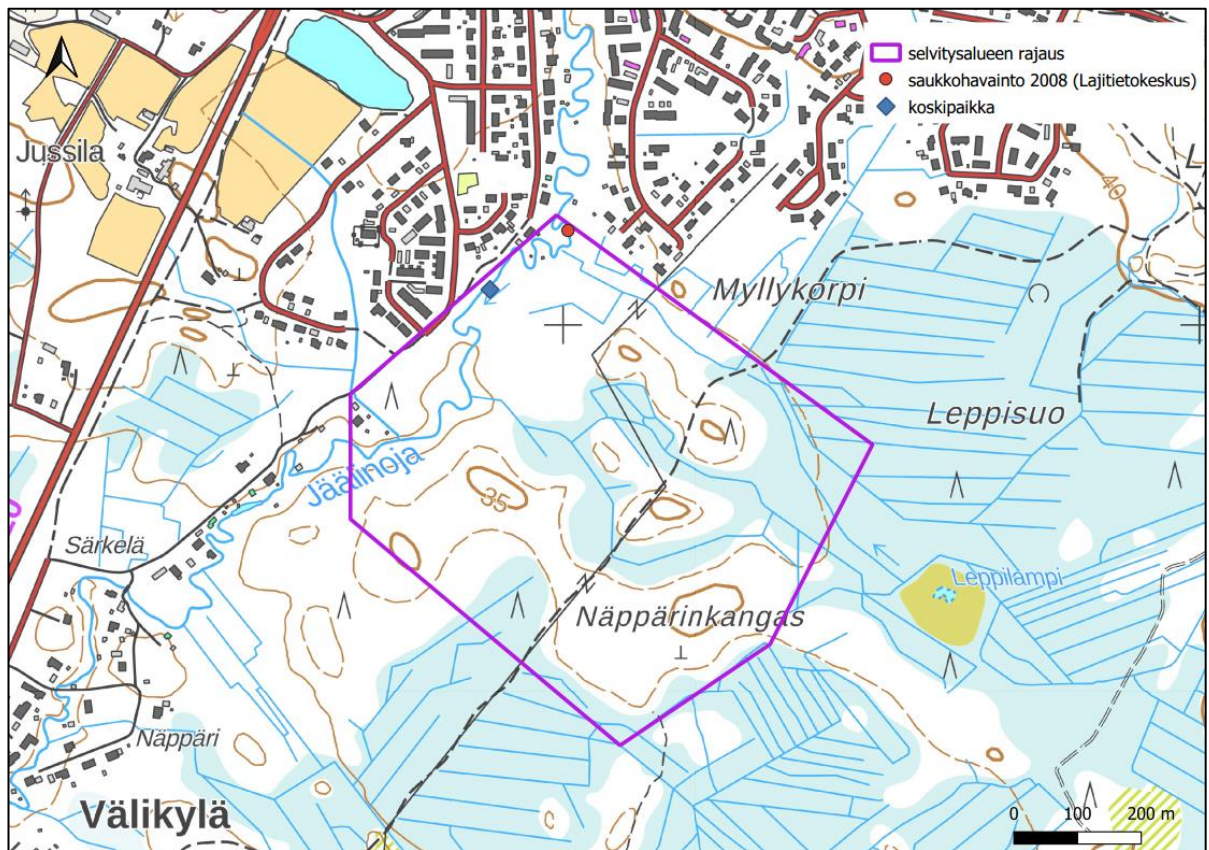 selvitysalueen rajaus
saukkohavainto 2008 (Lajitietokeskus)
koskipaikka
Jussila
40
Myllykorpi
Leppisuo
Jäälinoja
35
Särkelä
Leppilampi
Näppärinkangas
Näppäri
Välikylä
0 100 200 m